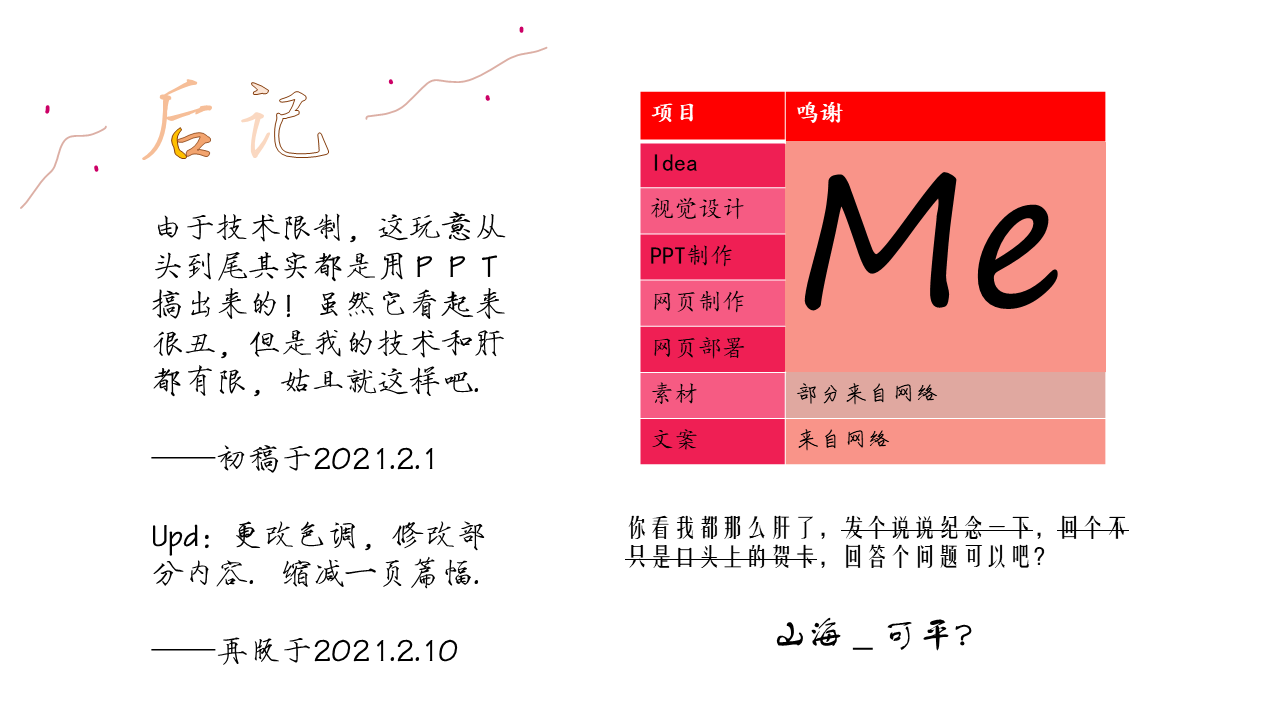 后记
由于技术限制，这玩意从
头到尾其实都是用ＰＰＴ
搞出来的！虽然它看起来
很丑，但是我的技术和肝
都有限，姑且就这样吧.
——初稿于2021.2.1
Upd：更改色调，修改部
分内容. 缩减一页篇幅.
——再版于2021.2.10
项目 鸣谢
Idea
视觉设计
PPT制作
网页制作
网页部署
Me
素材 部分来自网络
文案 来自网络
你看我都那么肝了，发个说说纪念一下，回个不
只是口头上的贺卡，回答个问题可以吧？
山海_可平？